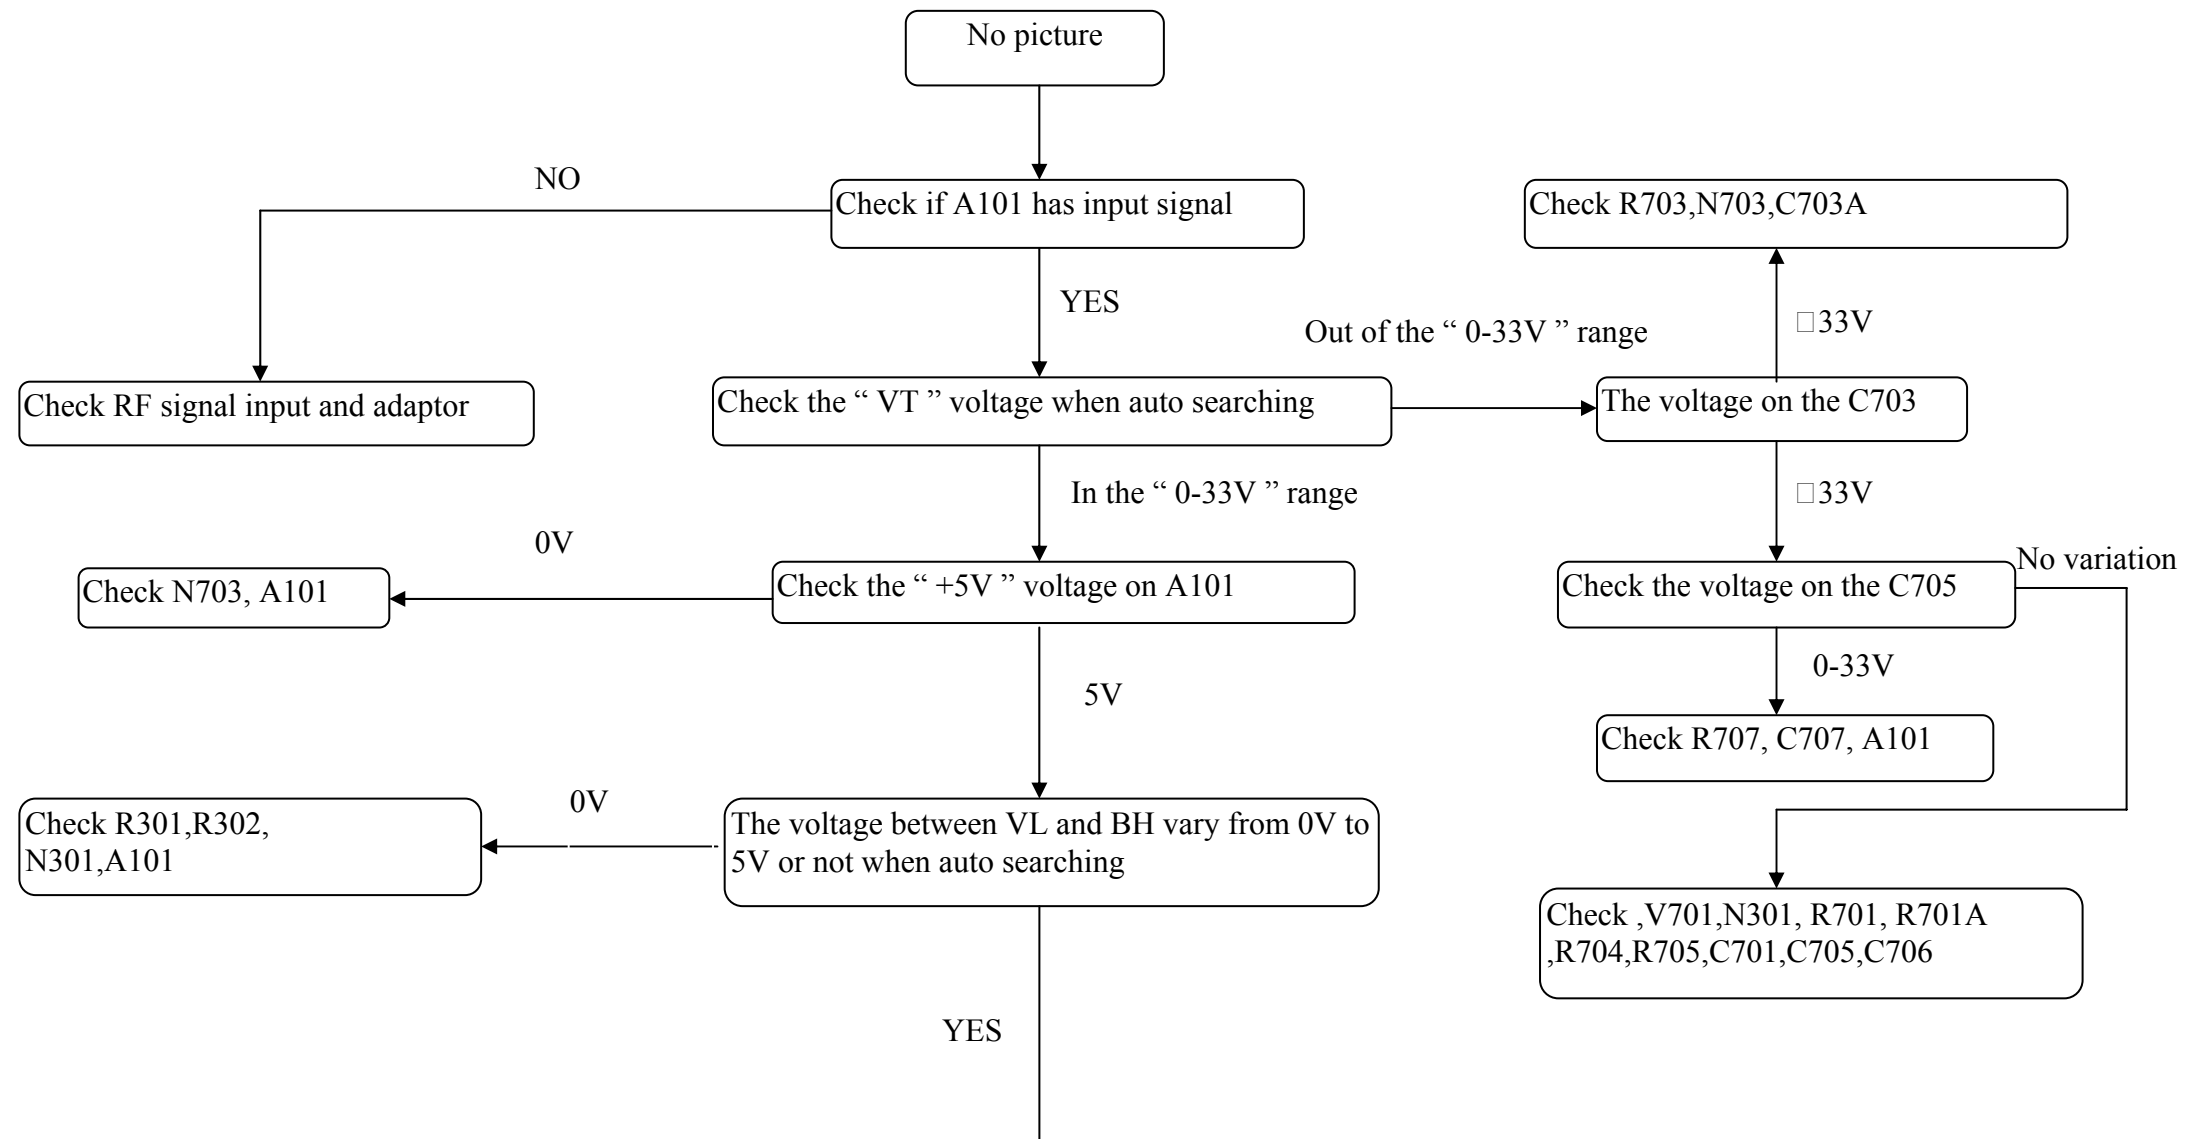 No picture
NO
Check if A101 has input signal
Check R703,N703,C703A
YES
Out of the “ 0-33V ” range
□33V
Check RF signal input and adaptor
Check the “ VT ” voltage when auto searching
The voltage on the C703
In the “ 0-33V ” range
□33V
0V
No variation
Check N703, A101
Check the “ +5V ” voltage on A101
Check the voltage on the C705
0-33V
5V
Check R707, C707, A101
0V
Check R301,R302,
N301,A101
The voltage between VL and BH vary from 0V to
5V or not when auto searching
Check ,V701,N301, R701, R701A
,R704,R705,C701,C705,C706
YES